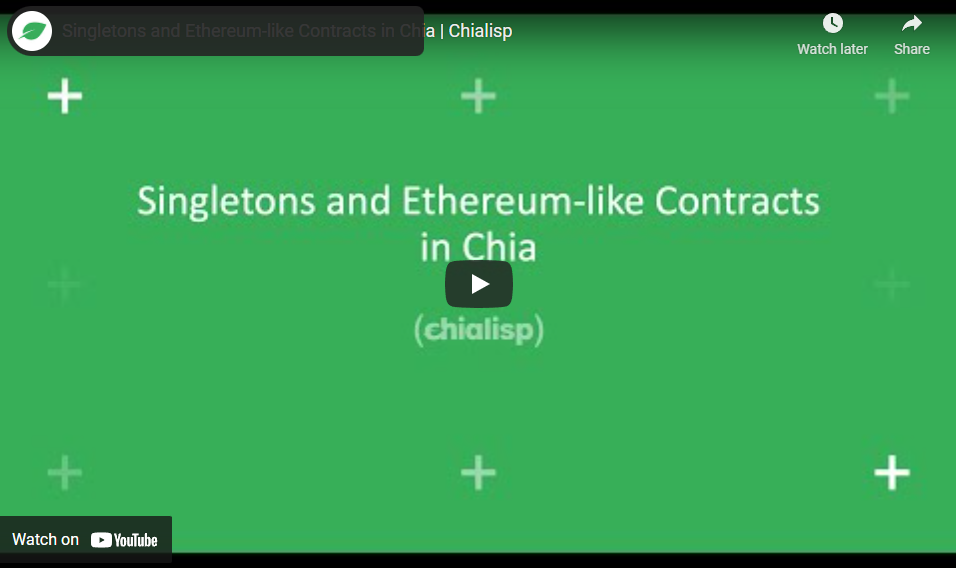 Singletons and Ethereum-like Contracts in Chia | Chialisp
Watch later
Share
Singletons and Ethereum-like Contracts
in Chia
(chialisp)
Watch on YouTube